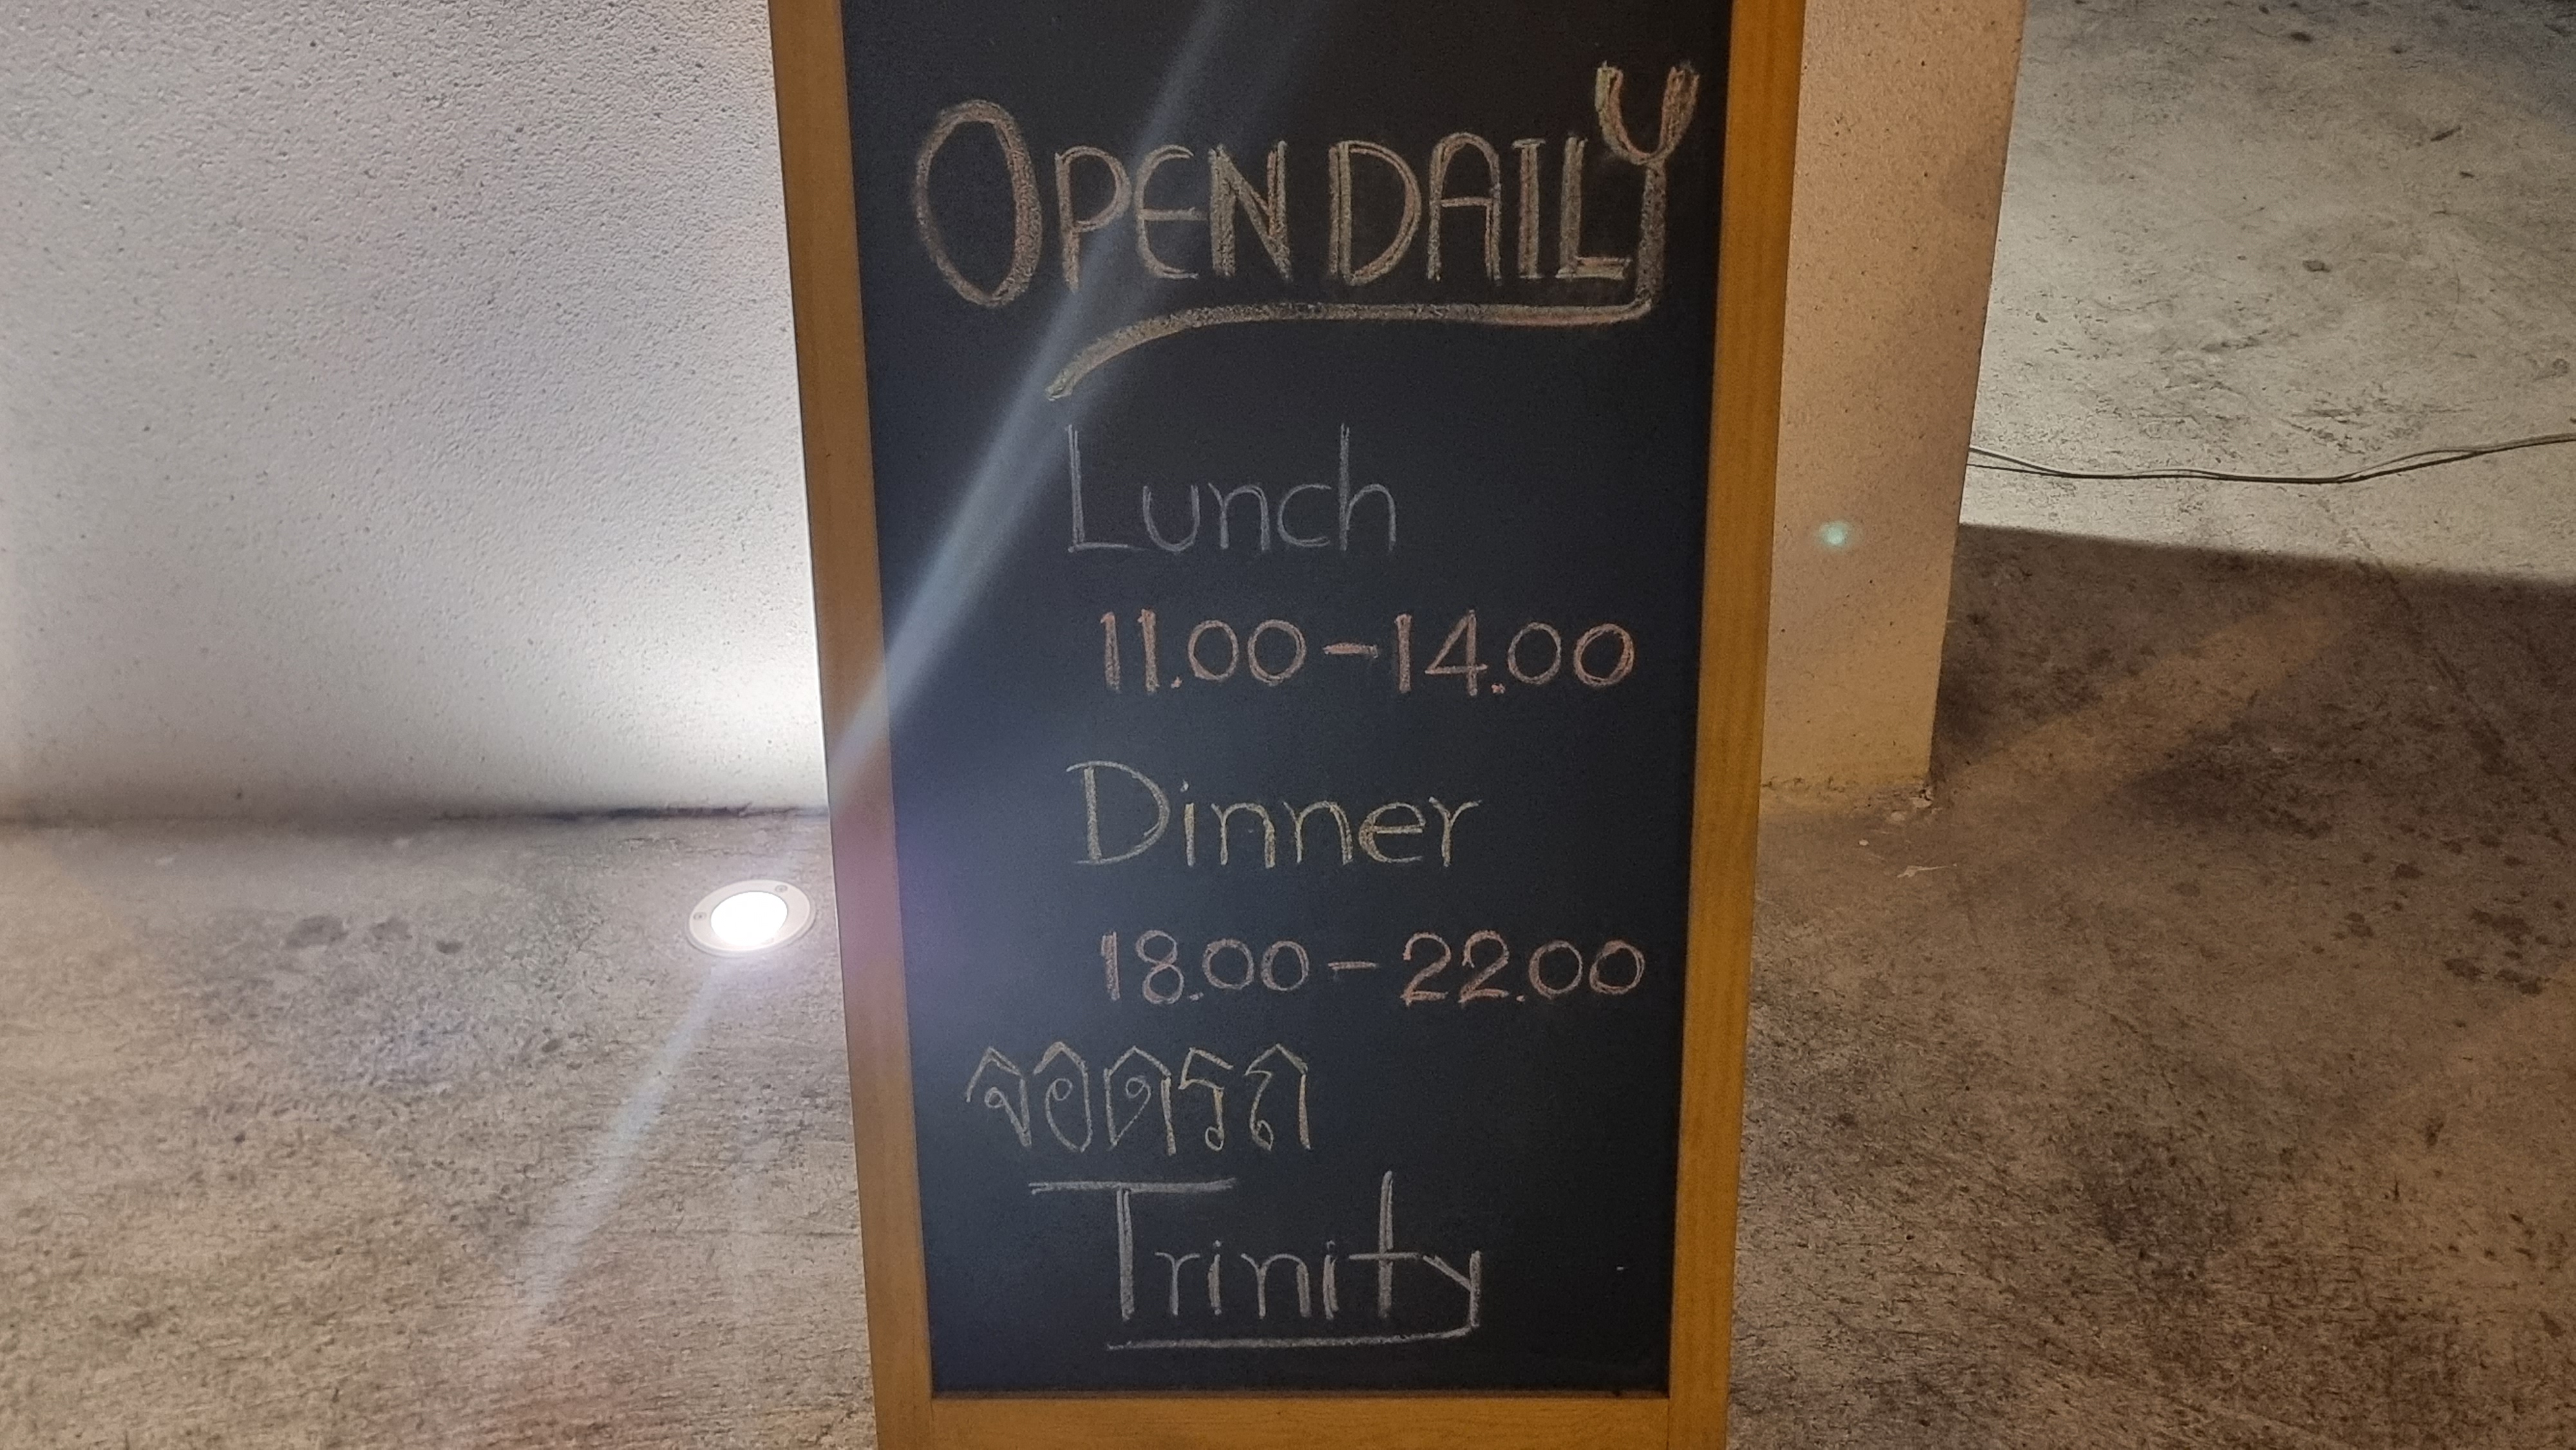 OPEN DAILY
Lunch
11.00-14.00
Dinner
18.00-22.00
จอดรถ
Trinity